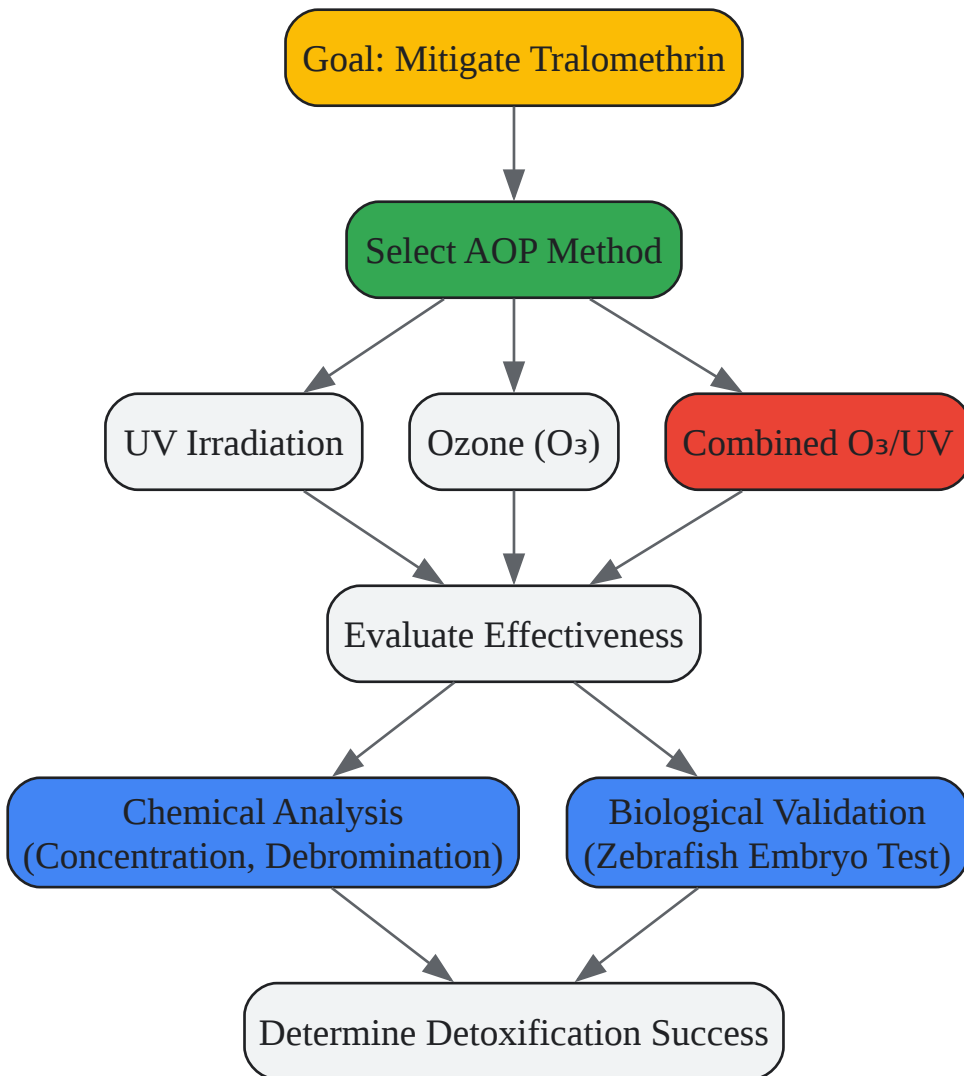 Goal: Mitigate Tralomethrin
Select AOP Method
UV Irradiation
Ozone (O₃)
Combined O₃/UV
Evaluate Effectiveness
Chemical Analysis
(Concentration, Debromination)
Biological Validation
(Zebrafish Embryo Test)
Determine Detoxification Success